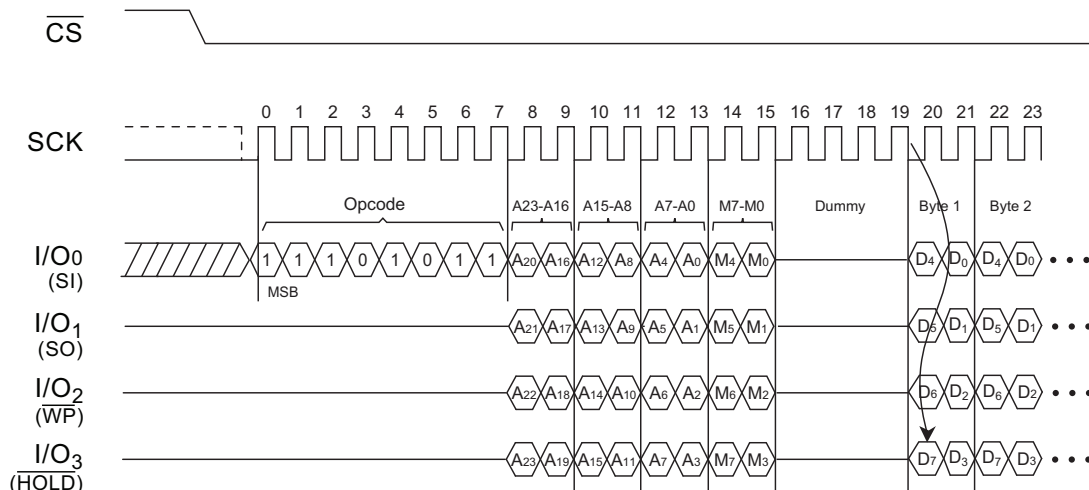 CS
0 1 2 3 4 5 6 7 8 9 10 11 12 13 14 15 16 17 18 19 20 21 22 23
SCK
Opcode A23-A16 A15-A8 A7-A0 M7-M0 Dummy Byte 1 Byte 2
I/O0 1 1 1 0 1 0 1 1 A20 A16 A12 A8 A4 A0 M4 M0 D4 D0 D4 D0 • • •
(SI)
MSB
I/O1 A21 A17 A13 A9 A5 A1 M5 M1 D5 D1 D5 D1 • • •
(SO)
I/O2 A22 A18 A14 A10 A6 A2 M6 M2 D6 D2 D6 D2 • • •
(WP)
I/O3 A23 A19 A15 A11 A7 A3 M7 M3 D7 D3 D7 D3 • • •
(HOLD)